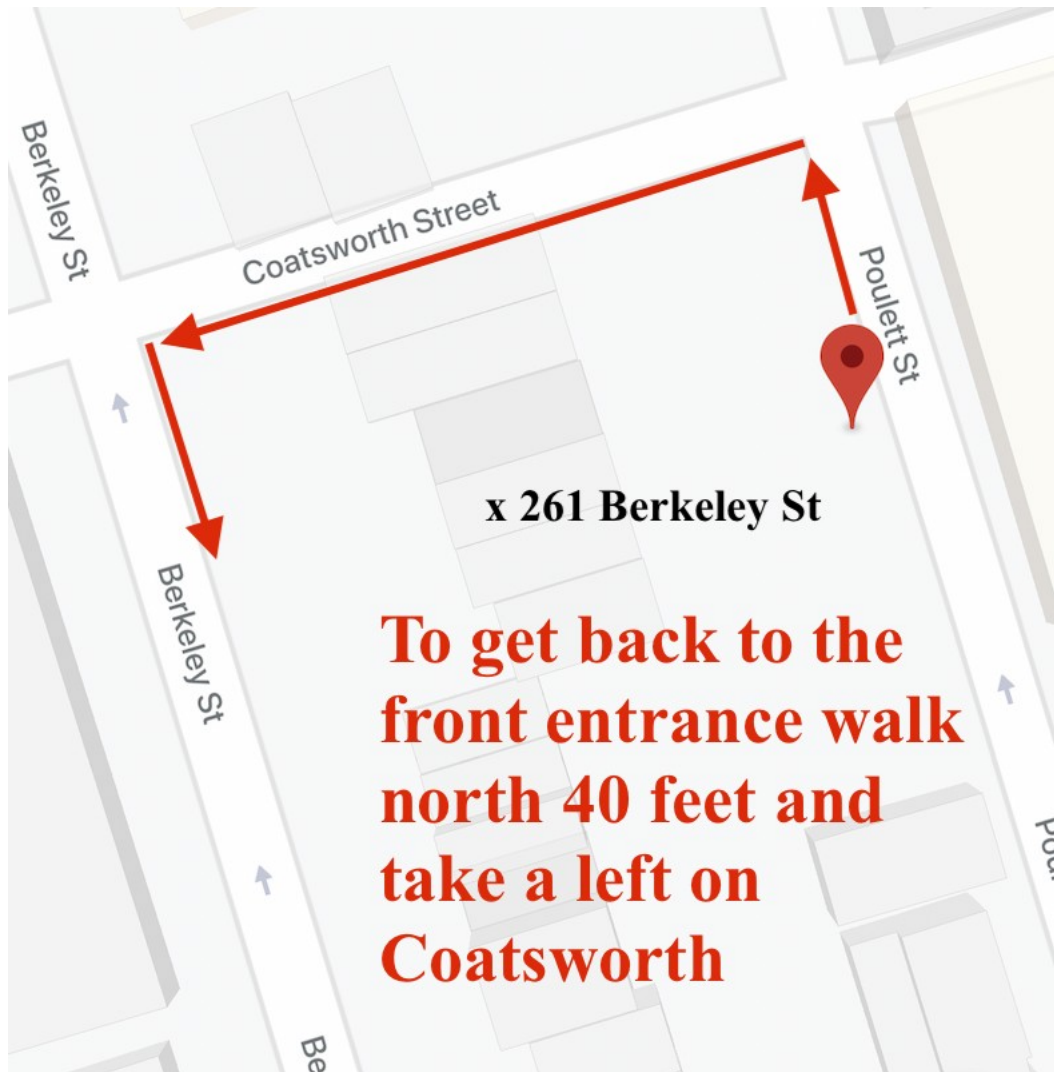 Berkeley St
Coatsworth Street
Poulett St
x 261 Berkeley St
Berkeley St
To get back to the
front entrance walk
north 40 feet and
take a left on
Coatsworth
Be